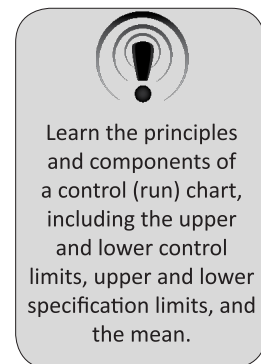 Learn the principles
and components of
a control (run) chart,
including the upper
and lower control
limits, upper and lower
specification limits, and
the mean.